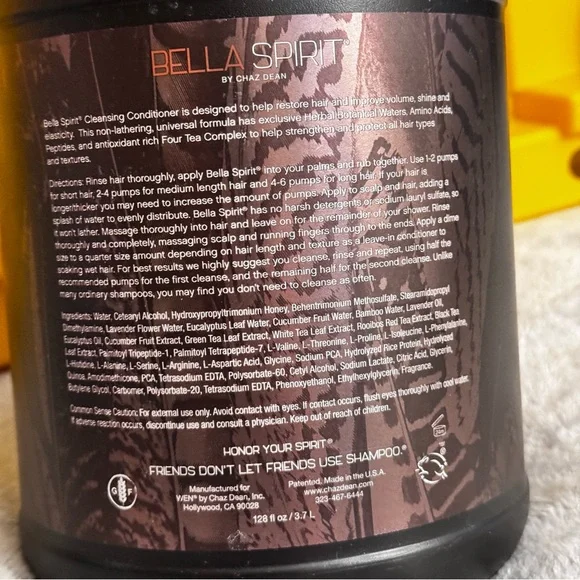 BELLA SPIRIT®
BY CHAZ DEAN
Bella Spirit® Cleansing Conditioner is designed to help restore hair and improve volume, shine and
elasticity. This non-lathering, universal formula has exclusive Herbal Botanical Waters, Amino Acids,
Peptides, and antioxidant rich Four Tea Complex to help strengthen and protect all hair types
and textures.
Directions: Rinse hair thoroughly, apply Bella Spirit® into your palms and rub together. Use 1-2 pumps
for short hair, 2-4 pumps for medium length hair and 4-6 pumps for long hair. If your hair is
longer/thicker you may need to increase the amount of pumps. Apply to scalp and hair, adding a
splash of water to evenly distribute. Bella Spirit® has no harsh detergents or sodium lauryl sulfate, so
it won't lather. Massage thoroughly into hair and leave on for the remainder of your shower. Rinse
thoroughly and completely, massaging scalp and running fingers through to the ends. Apply a dime
size to a quarter size amount depending on hair length and texture as a leave-in conditioner to
soaking wet hair. For best results we highly suggest you cleanse, rinse and repeat, using half the
recommended pumps for the first cleanse, and the remaining half for the second cleanse. Unlike
many ordinary shampoos, you may find you don't need to cleanse as often.
Ingredients: Water, Cetearyl Alcohol, Hydroxypropyltrimonium Honey, Behentrimonium Methosulfate, Stearamidopropyl
Dimethylamine, Lavender Flower Water, Eucalyptus Leaf Water, Cucumber Fruit Water, Bamboo Water, Lavender Oil,
Eucalyptus Oil, Cucumber Fruit Extract, Green Tea Leaf Extract, White Tea Leaf Extract, Rooibos Red Tea Extract, Black Tea
Leaf Extract, Palmitoyl Tripeptide-1, Palmitoyl Tetrapeptide-7, L-Valine, L-Threonine, L-Proline, L-Isoleucine, L-Phenylalanine,
L-Histidine, L-Alanine, L-Serine, L-Arginine, L-Aspartic Acid, Glycine, Sodium PCA, Hydrolyzed Rice Protein, Hydrolyzed
Quinoa, Amodimethicone, PCA, Tetrasodium EDTA, Polysorbate-60, Cetyl Alcohol, Sodium Lactate, Citric Acid, Glycerin,
Butylene Glycol, Carbomer, Polysorbate-20, Tetrasodium EDTA, Phenoxyethanol, Ethylhexylglycerin, Fragrance.
Common Sense Caution: For external use only. Avoid contact with eyes. If contact occurs, flush eyes thoroughly with cool water.
If adverse reaction occurs, discontinue use and consult a physician. Keep out of reach of children.
HONOR YOUR SPIRIT®
FRIENDS DON'T LET FRIENDS USE SHAMPOO.®
G F
Manufactured for
WEN® by Chaz Dean, Inc.
Hollywood, CA 90028
Patented. Made in the U.S.A.
www.chazdean.com
323-467-6444
128 fl oz / 3.7 L